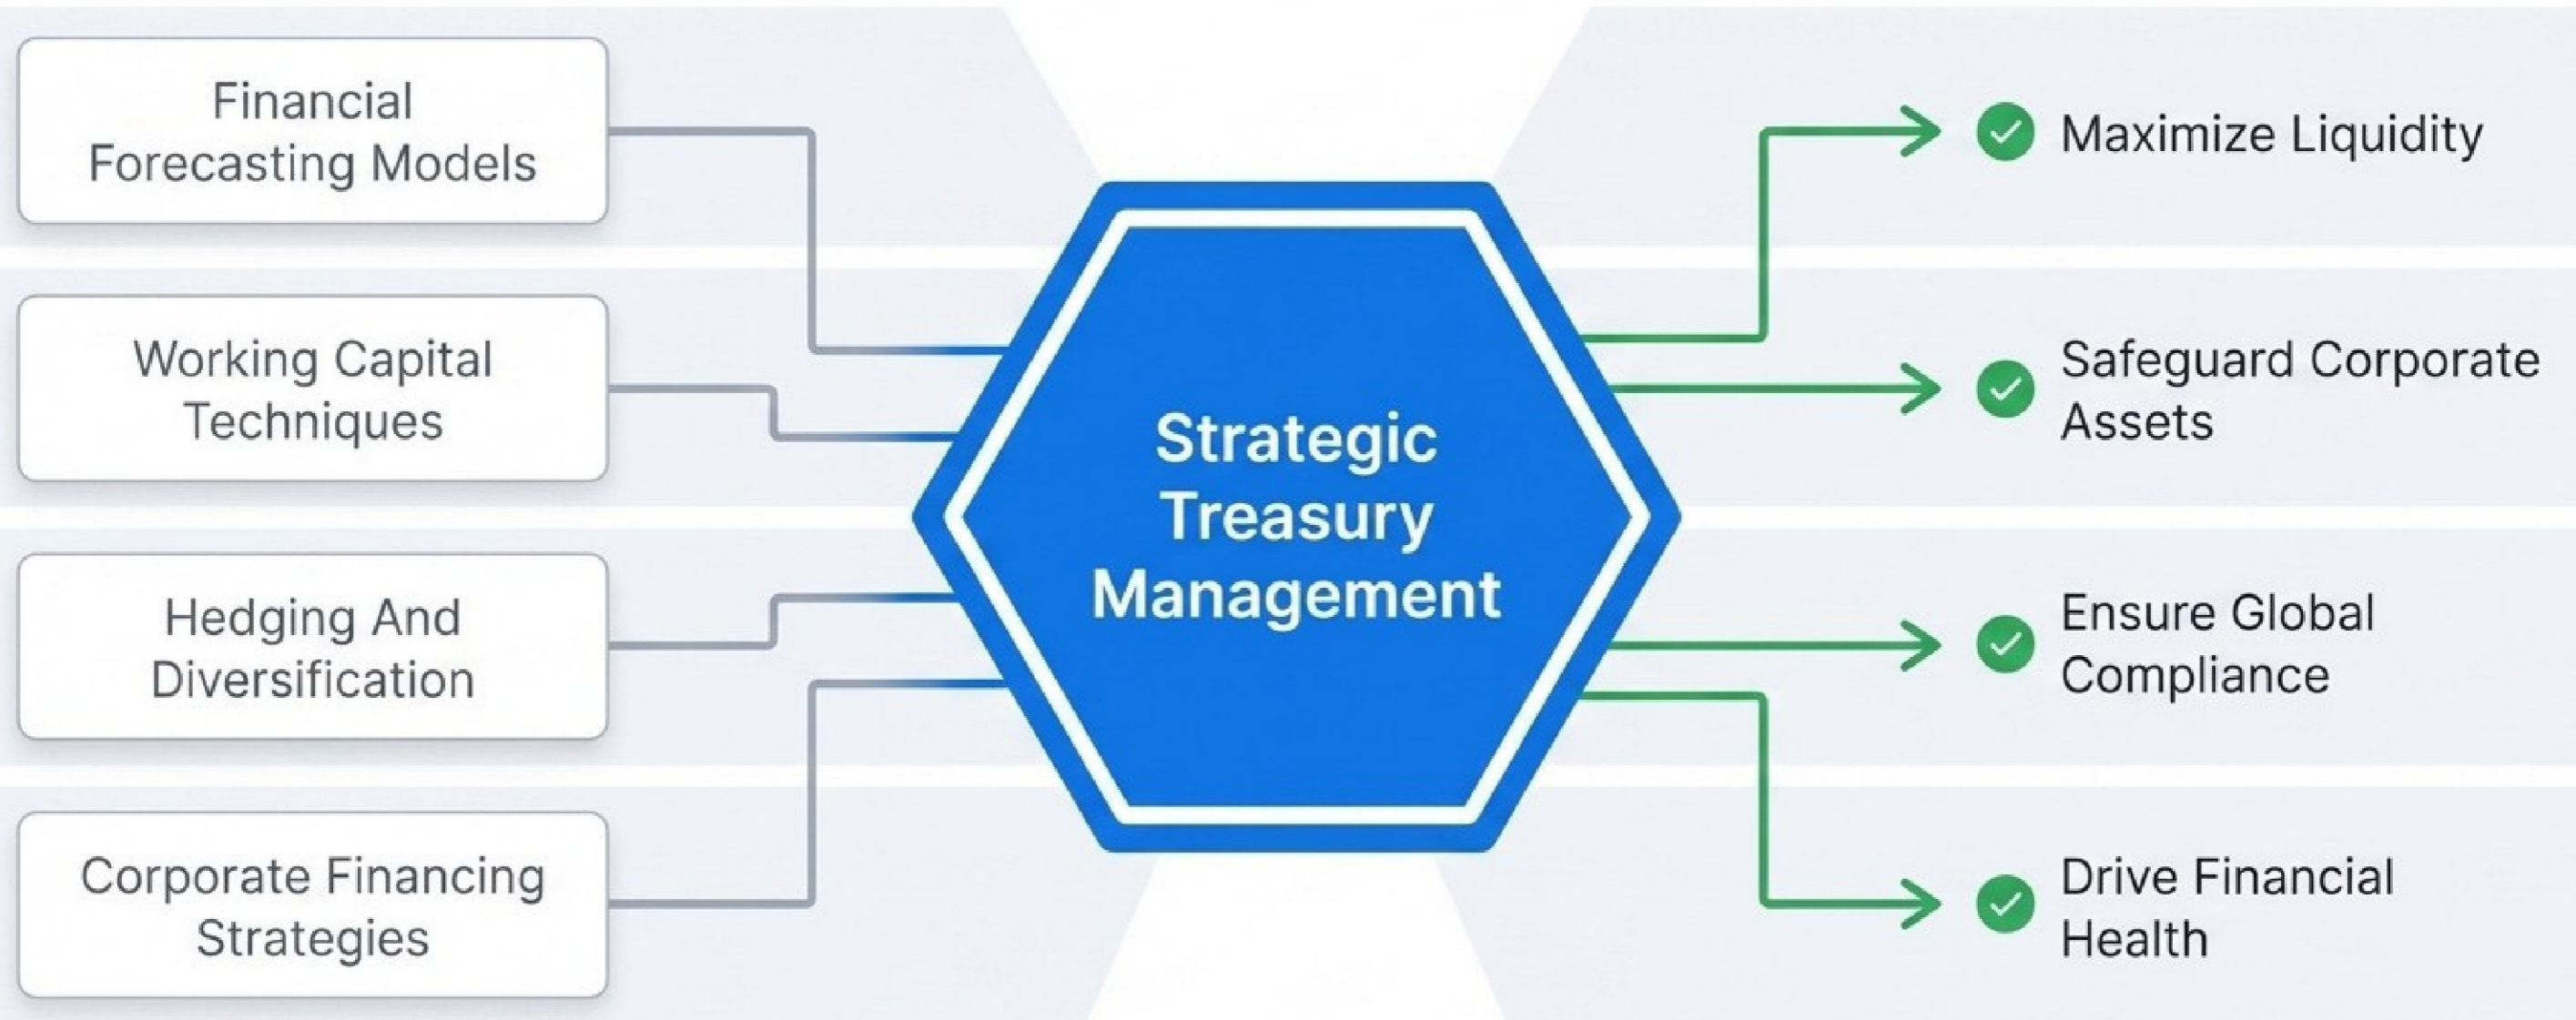 Financial
Forecasting Models
Working Capital
Techniques
Hedging And
Diversification
Corporate Financing
Strategies
Strategic
Treasury
Management
Maximize Liquidity
Safeguard Corporate
Assets
Ensure Global
Compliance
Drive Financial
Health